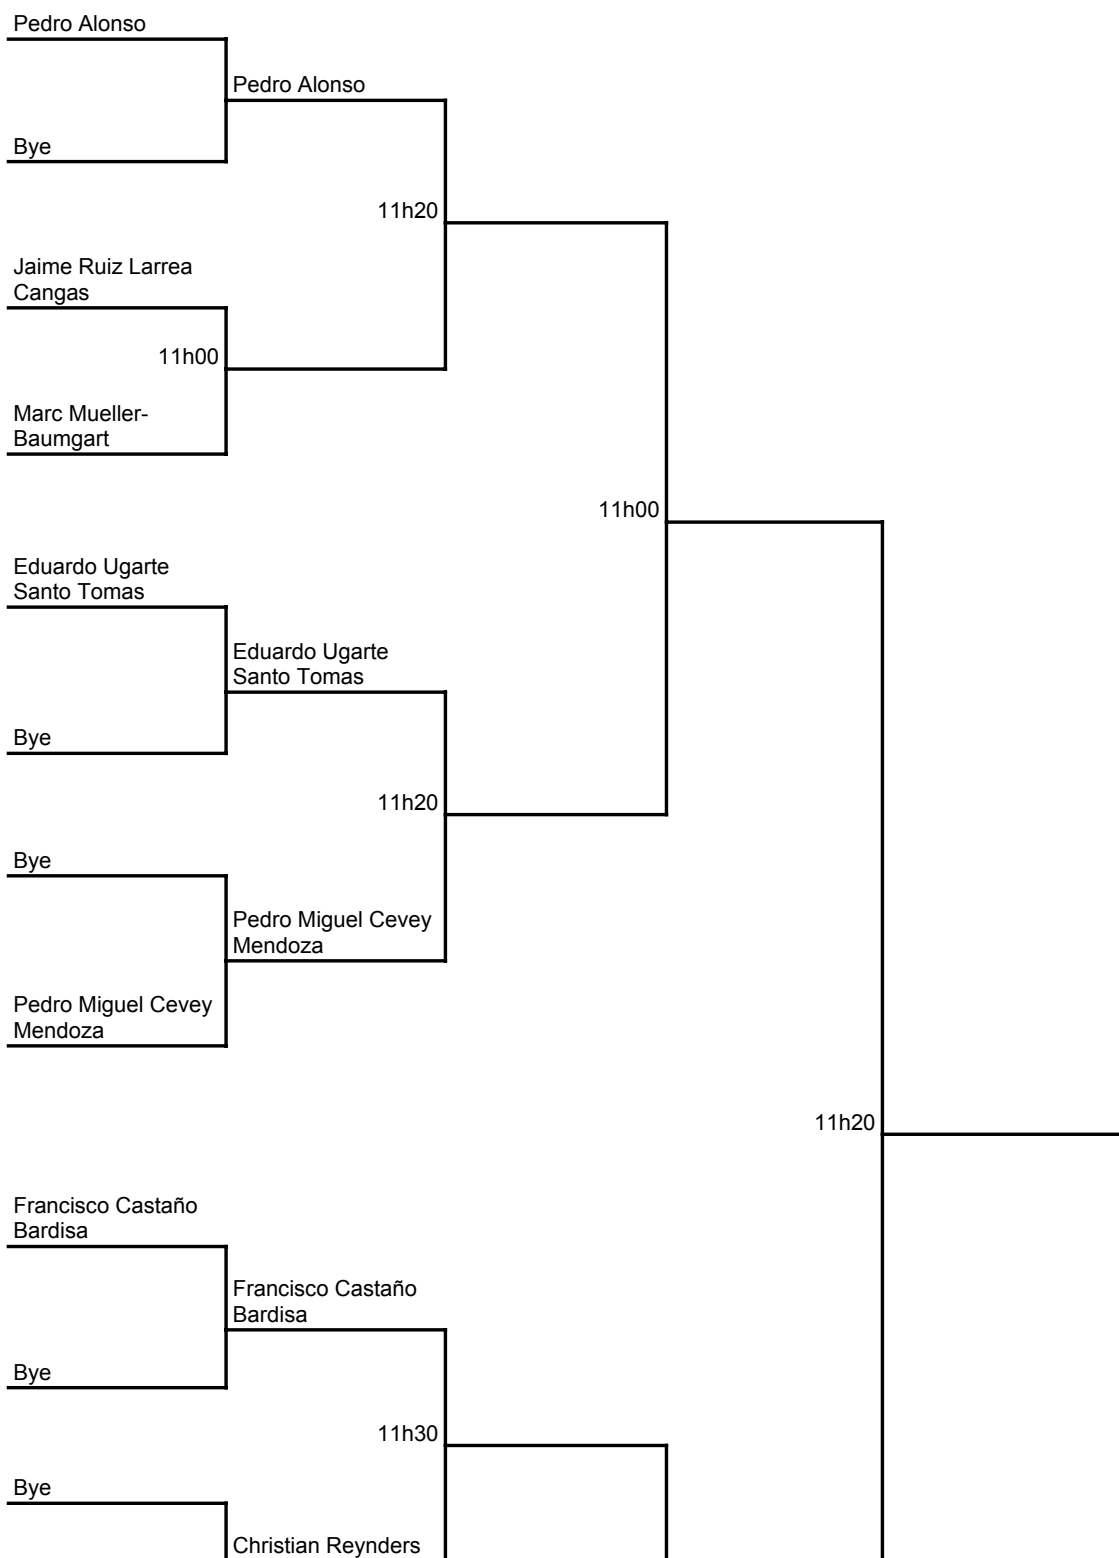 Pedro Alonso
Pedro Alonso
Bye
11h20
Jaime Ruiz Larrea
Cangas
11h00
Marc Mueller-
Baumgart
11h00
Eduardo Ugarte
Santo Tomas
Eduardo Ugarte
Santo Tomas
Bye
11h20
Bye
Pedro Miguel Cevey
Mendoza
Pedro Miguel Cevey
Mendoza
11h20
Francisco Castaño
Bardisa
Francisco Castaño
Bardisa
Bye
11h30
Bye
Christian Reynders